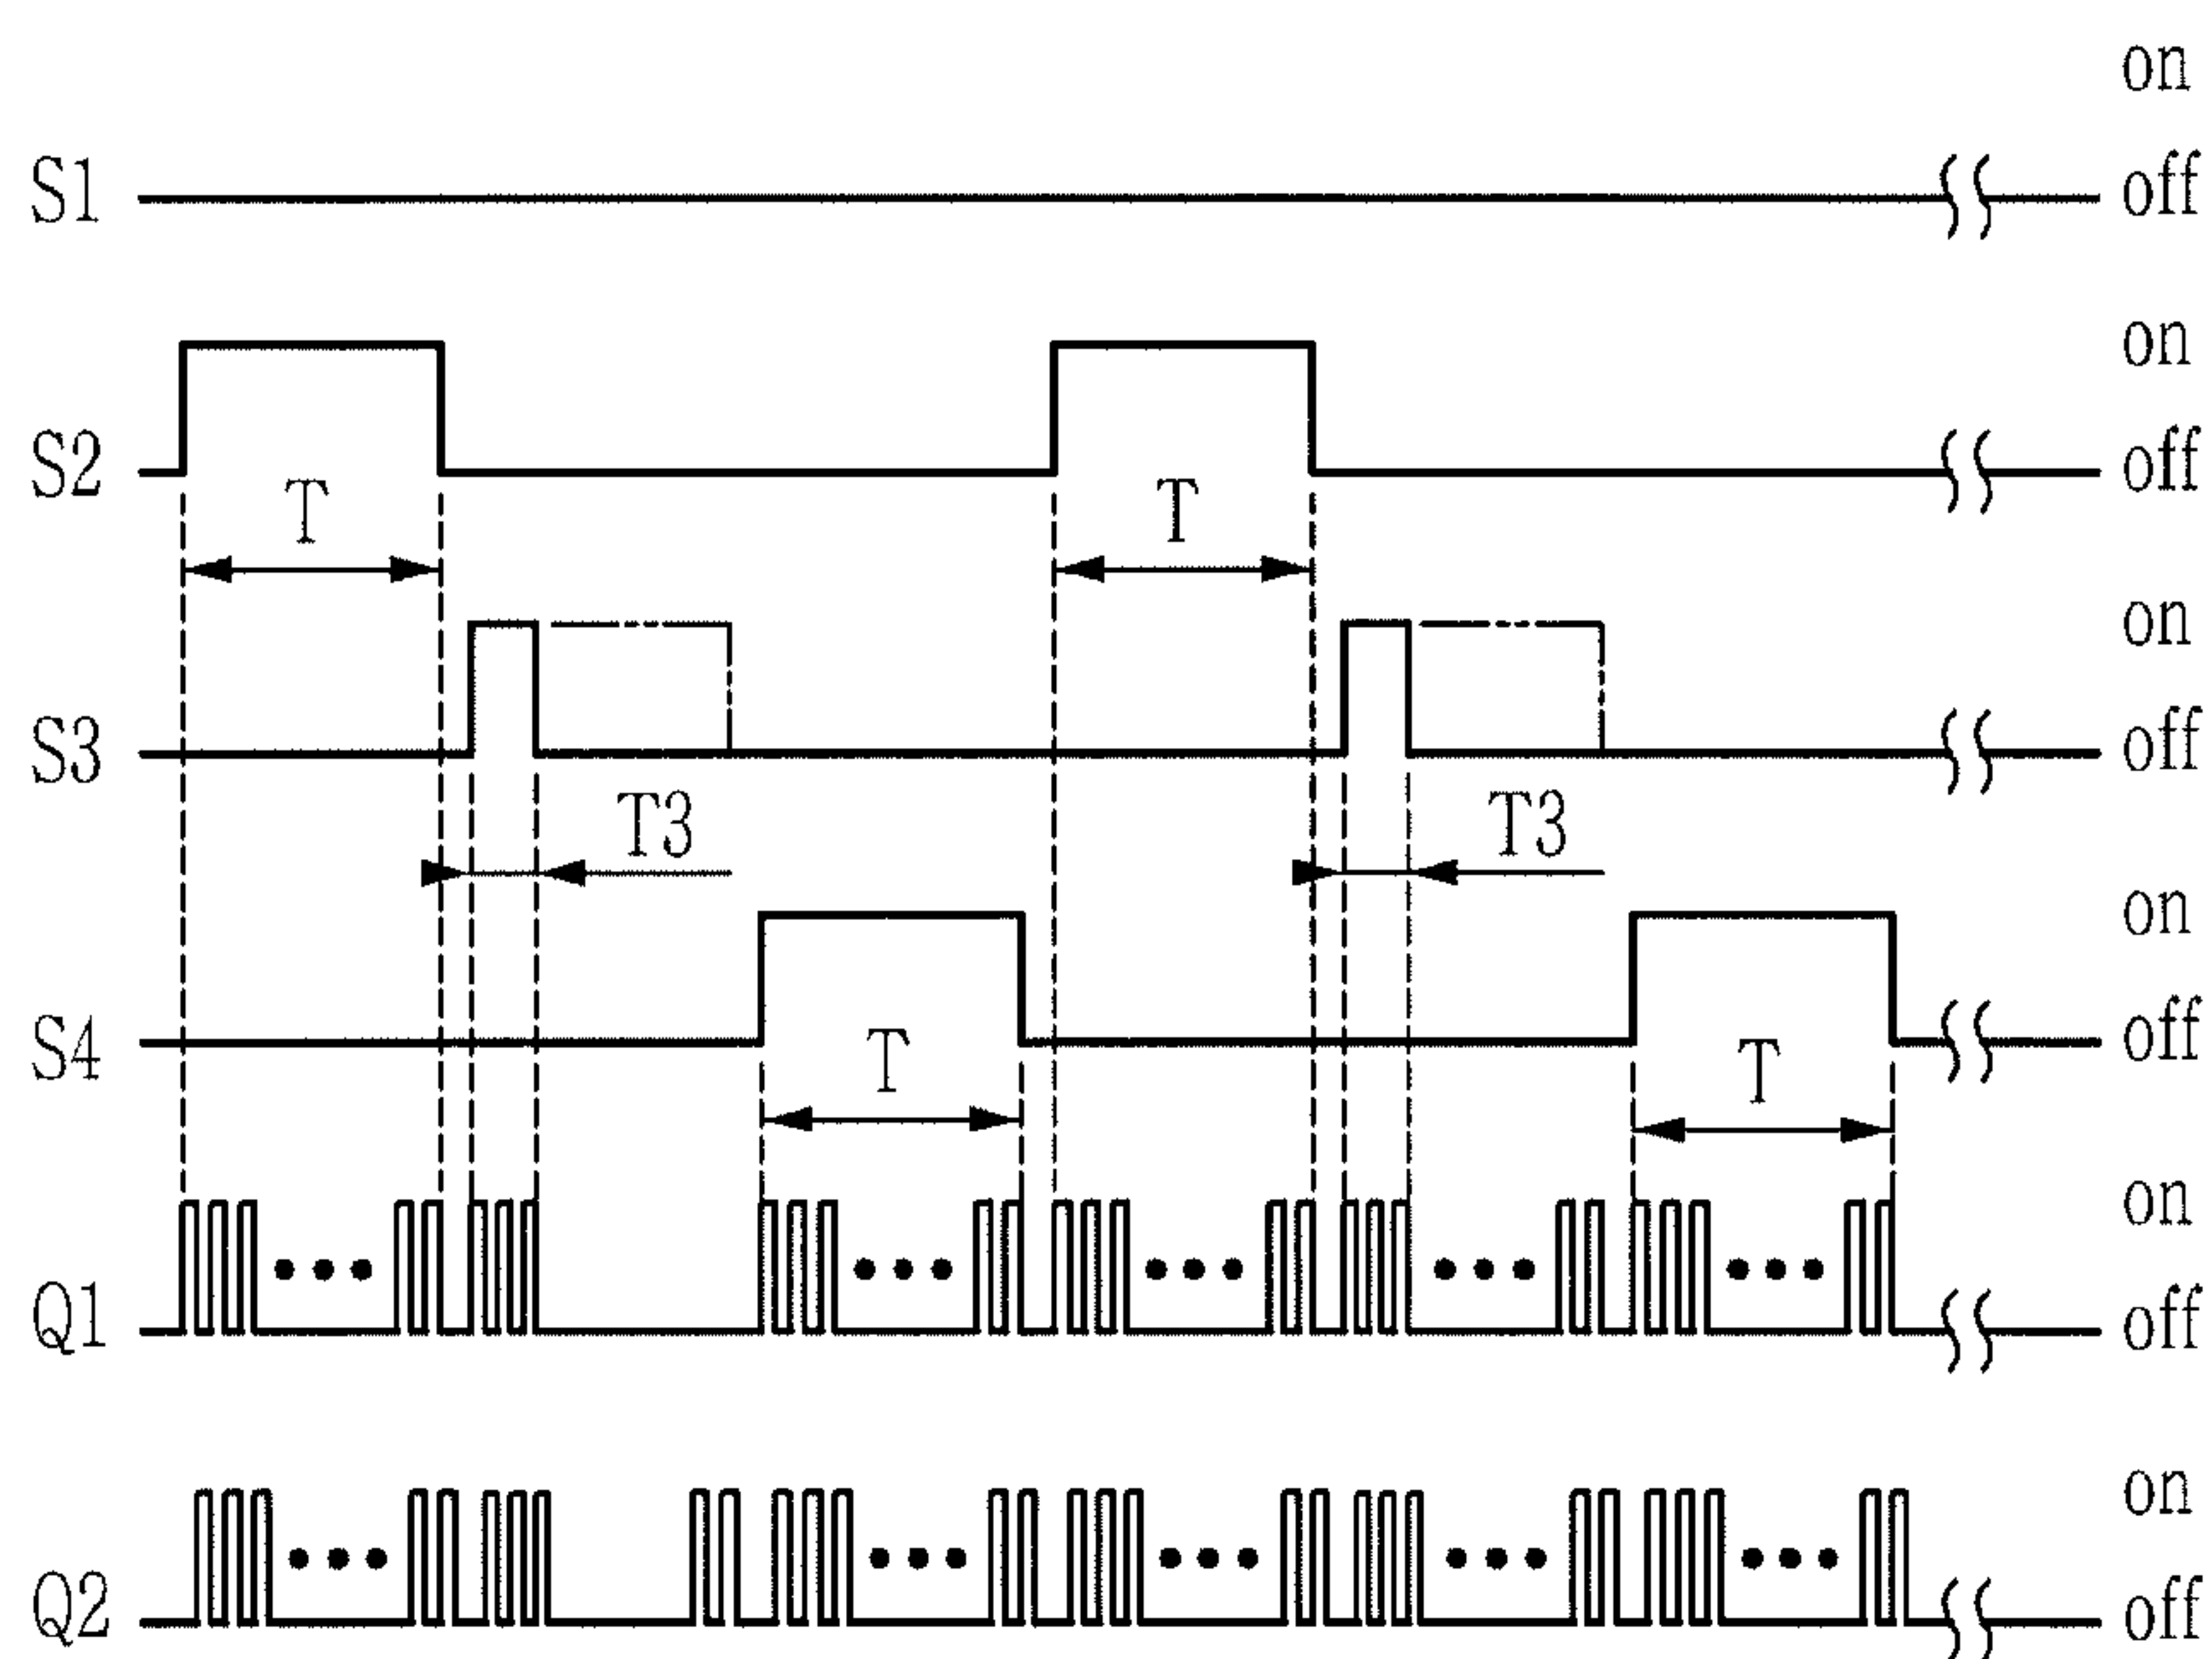 on
S1 off
on
S2 off
T T
on
S3 off
T3 T3
on
S4 off
T T
on
Q1 off
on
Q2 off